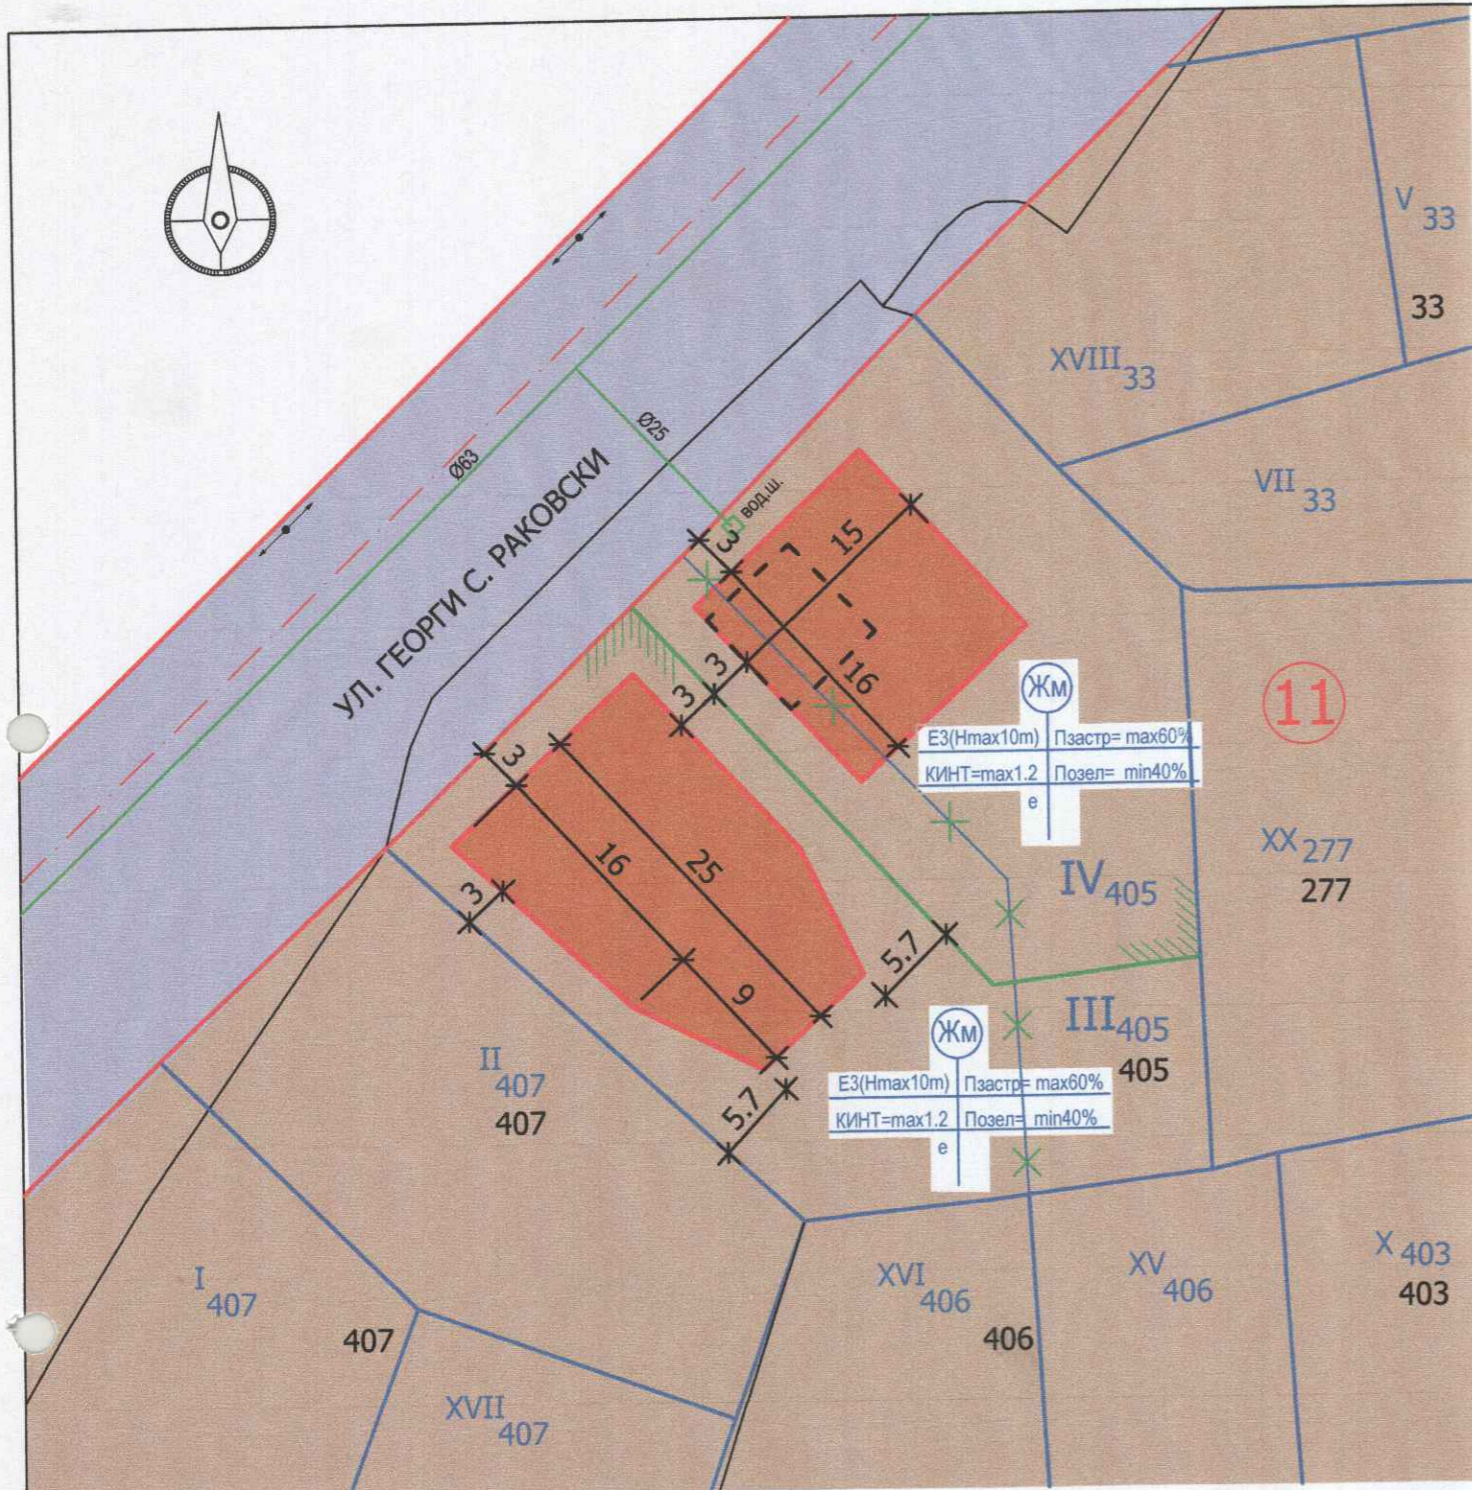 V 33
33
XVIII 33
VII 33
Ø25
Ø63
вод.ш.
УЛ. ГЕОРГИ С. РАКОВСКИ
3
15
16
3
3
11
Жм
E3(Hmax10m) Пзастр= max60%
КИНТ=max1.2 Позел= min40%
е
3
16
25
3
9
5.7
5.7
XX 277
277
IV 405
III 405
405
Жм
E3(Hmax10m) Пзастр= max60%
КИНТ=max1.2 Позел= min40%
е
II 407
407
I 407
407
XVII 407
XVI 406
406
XV 406
X 403
403